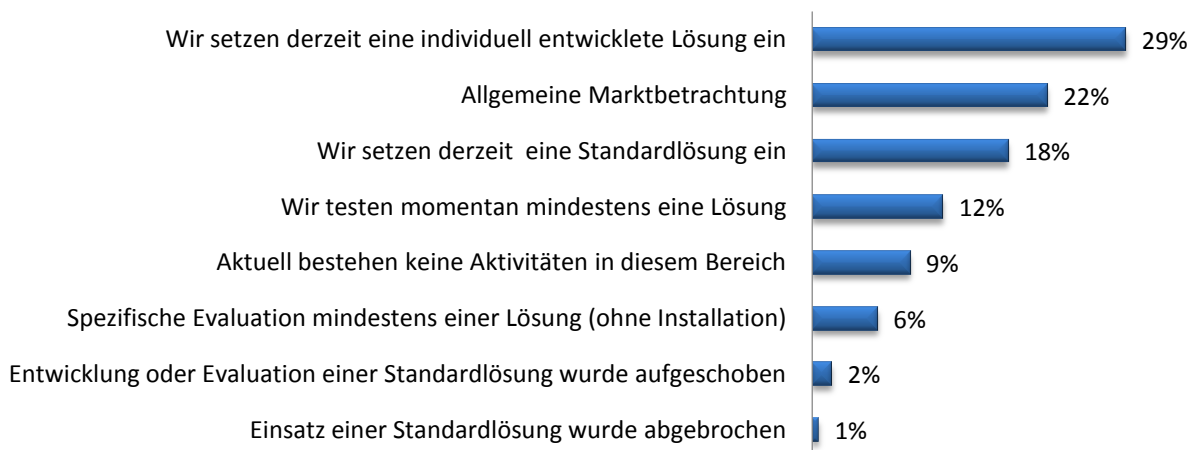 Wir setzen derzeit eine individuell entwicklete Lösung ein 29%
Allgemeine Marktbetrachtung 22%
Wir setzen derzeit eine Standardlösung ein 18%
Wir testen momentan mindestens eine Lösung 12%
Aktuell bestehen keine Aktivitäten in diesem Bereich 9%
Spezifische Evaluation mindestens einer Lösung (ohne Installation) 6%
Entwicklung oder Evaluation einer Standardlösung wurde aufgeschoben 2%
Einsatz einer Standardlösung wurde abgebrochen 1%